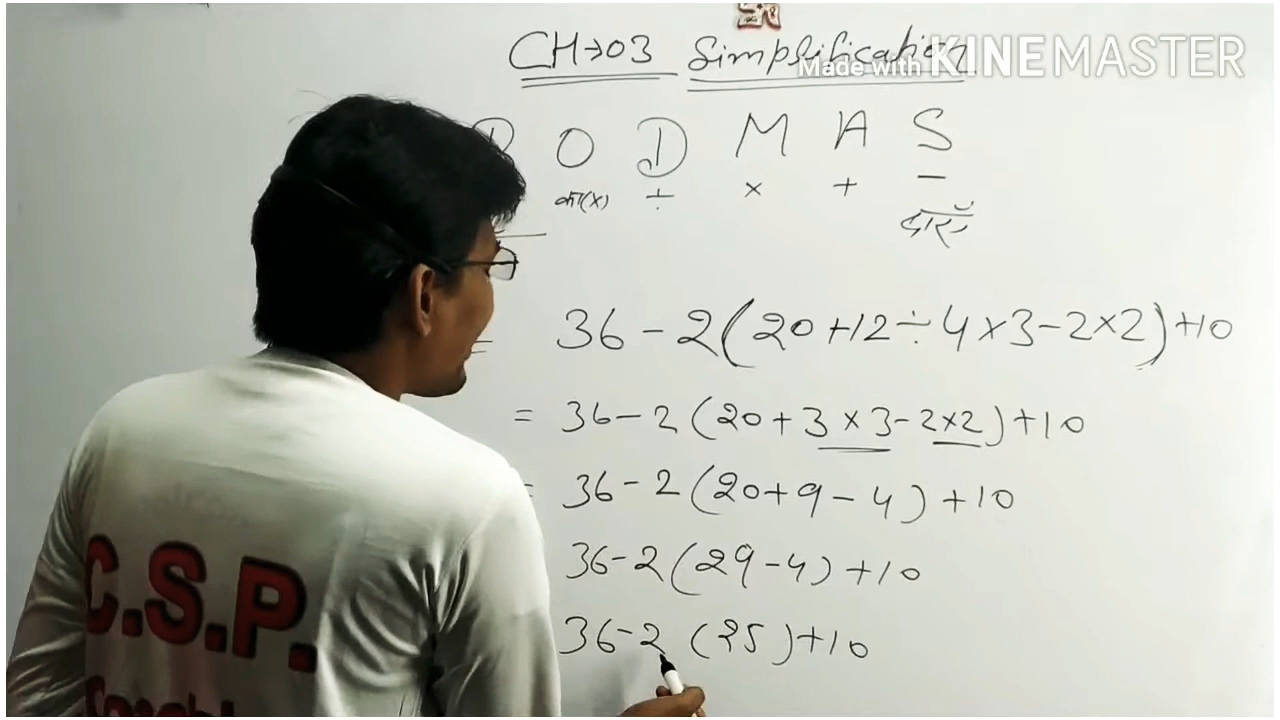 CH→03 Simplification
Made with KINEMASTER
O D M A S
का(x) ÷ × + −
= 36 − 2(20 + 12 ÷ 4 × 3 − 2 × 2) + 10
= 36 − 2(20 + 3 × 3 − 2 × 2) + 10
= 36 − 2(20 + 9 − 4) + 10
36 − 2(29 − 4) + 10
36 − 2(25) + 10
C.S.P.